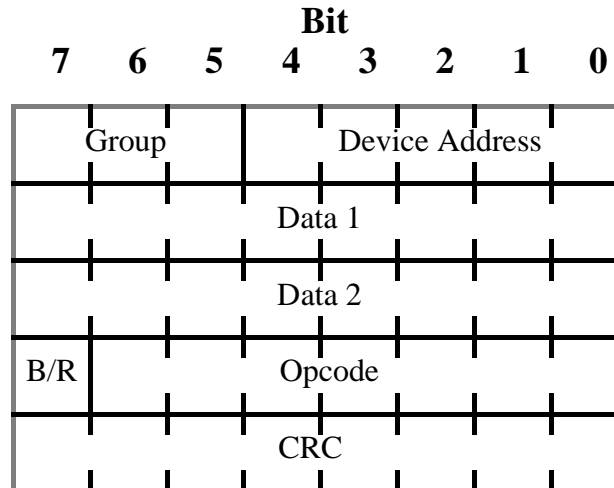 Bit
7 6 5 4 3 2 1 0
Group Device Address
Data 1
Data 2
B/R Opcode
CRC